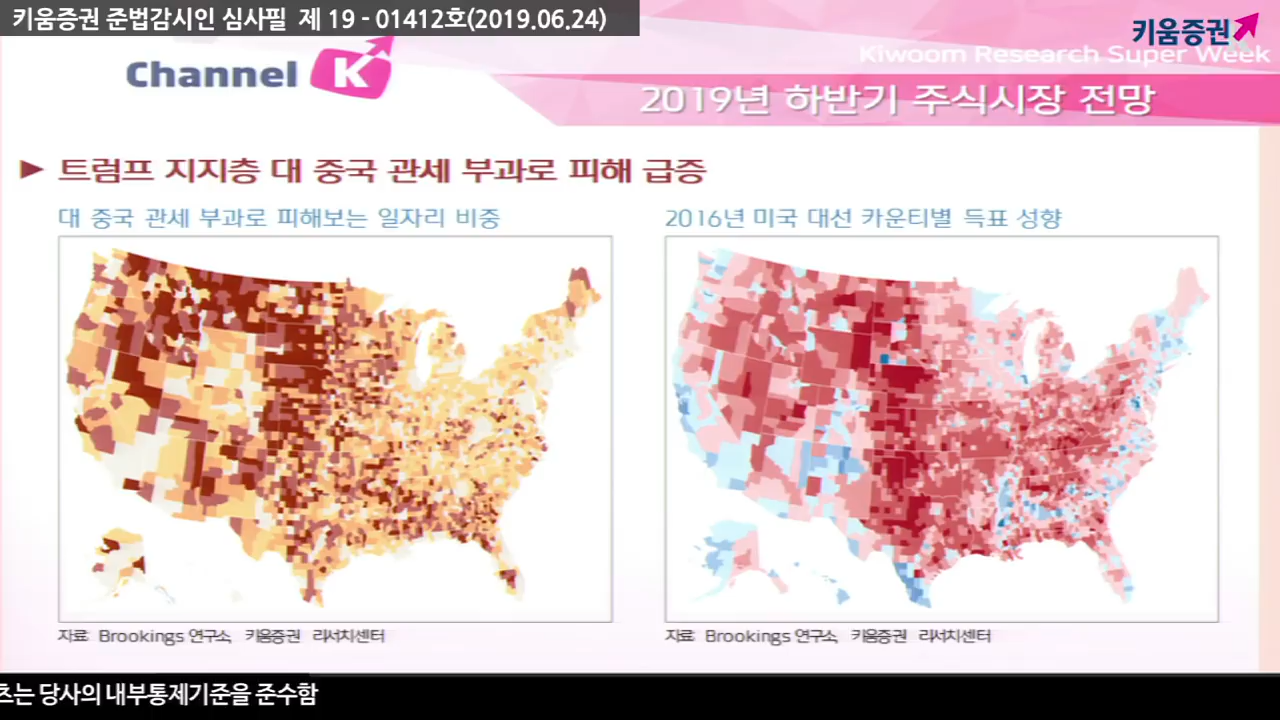 키움증권 준법감시인 심사필 제 19 - 01412호(2019.06.24)
키움증권
Channel K
Kiwoom Research Super Week
2019년 하반기 주식시장 전망
► 트럼프 지지층 대 중국 관세 부과로 피해 급증
대 중국 관세 부과로 피해보는 일자리 비중
2016년 미국 대선 카운티별 득표 성향
자료: Brookings 연구소, 키움증권 리서치센터
자료: Brookings 연구소, 키움증권 리서치센터
츠는 당사의 내부통제기준을 준수함